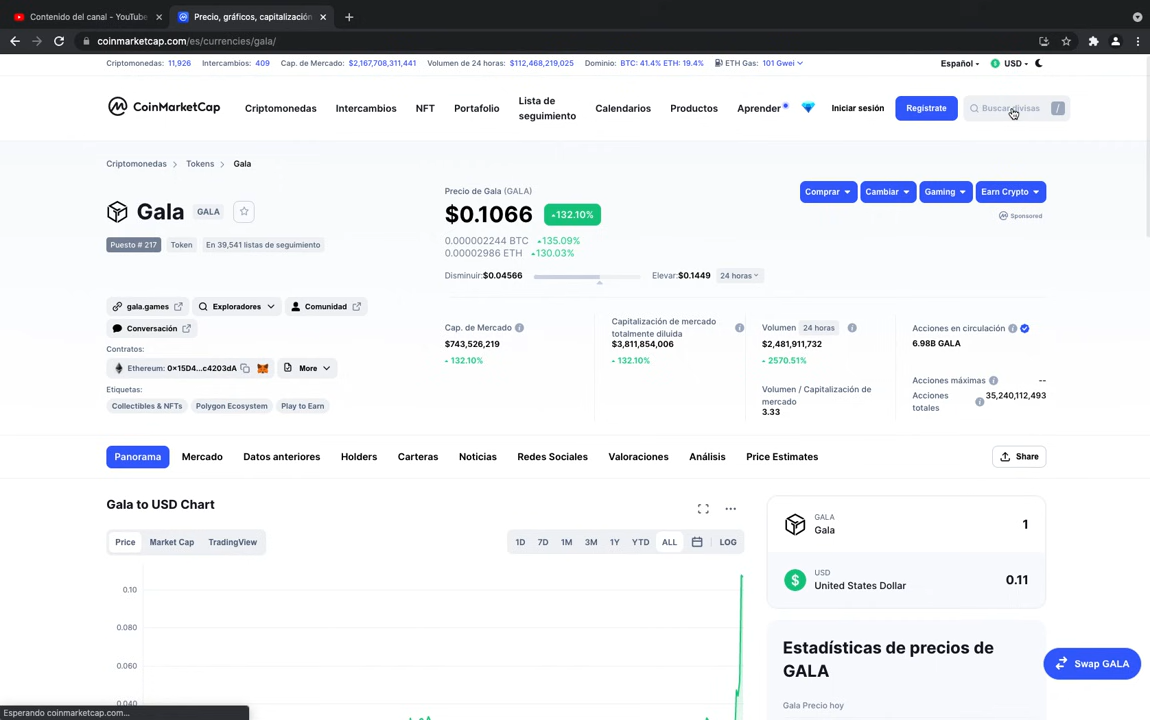 Contenido del canal - YouTube
Precio, gráficos, capitalización
coinmarketcap.com/es/currencies/gala/
Criptomonedas: 11,926 Intercambios: 409 Cap. de Mercado: $2,167,708,311,441 Volumen de 24 horas: $112,468,219,025 Dominio: BTC: 41.4% ETH: 19.4% ETH Gas: 101 Gwei
Español
USD
CoinMarketCap
Criptomonedas
Intercambios
NFT
Portafolio
Lista de
seguimiento
Calendarios
Productos
Aprender
Iniciar sesión
Regístrate
Buscar divisas
/
Criptomonedas > Tokens > Gala
Gala GALA
Puesto # 217 Token En 39,541 listas de seguimiento
Precio de Gala (GALA)
$0.1066 132.10%
0.000002244 BTC 135.09%
0.00002986 ETH 130.03%
Disminuir:$0.04566 Elevar:$0.1449 24 horas
Comprar Cambiar Gaming Earn Crypto
Sponsored
gala.games Exploradores Comunidad
Conversación
Contratos:
Ethereum: 0x15D4...c4203dA More
Etiquetas:
Collectibles & NFTs Polygon Ecosystem Play to Earn
Cap. de Mercado
$743,526,219
132.10%
Capitalización de mercado
totalmente diluida
$3,811,854,006
132.10%
Volumen 24 horas
$2,481,911,732
2570.51%
Volumen / Capitalización de
mercado
3.33
Acciones en circulación
6.98B GALA
Acciones máximas --
Acciones
totales
35,240,112,493
Panorama Mercado Datos anteriores Holders Carteras Noticias Redes Sociales Valoraciones Análisis Price Estimates
Share
Gala to USD Chart
Price Market Cap TradingView
1D 7D 1M 3M 1Y YTD ALL LOG
0.10
0.080
0.060
0.040
GALA
Gala
1
USD
United States Dollar
0.11
Estadísticas de precios de
GALA
Gala Precio hoy
Swap GALA
Esperando coinmarketcap.com...